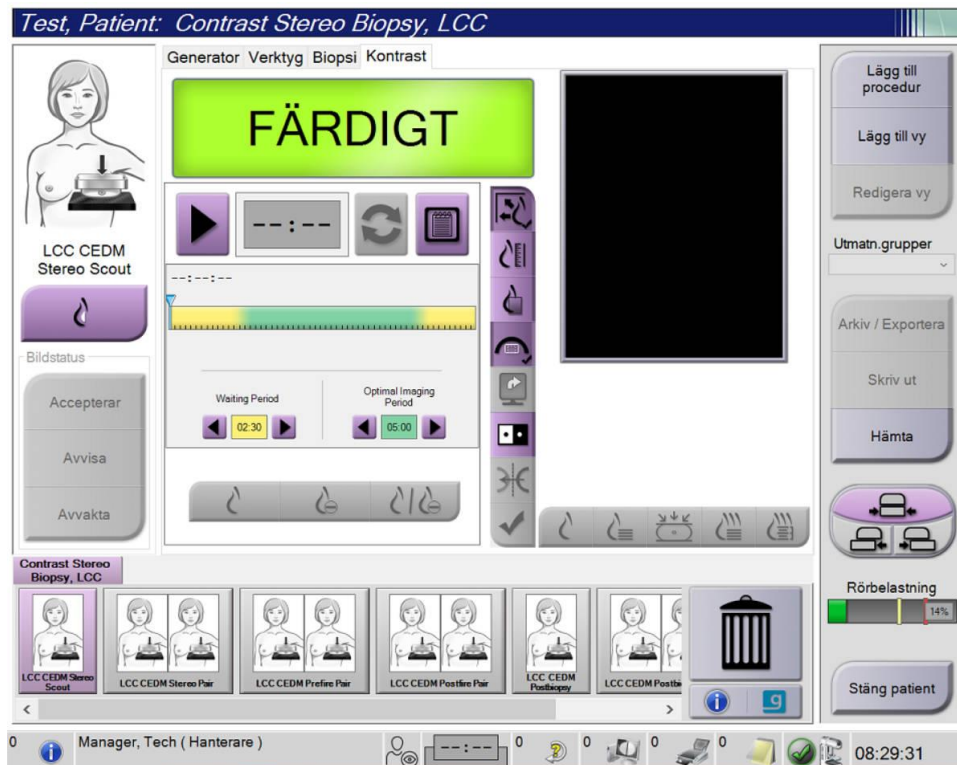 Test, Patient:  Contrast Stereo Biopsy, LCC
Generator Verktyg Biopsi Kontrast
FÄRDIGT
--:--
LCC CEDM
Stereo Scout
--:--:--
Waiting Period
02:30
Optimal Imaging
Period
05:00
Bildstatus
Accepterar
Avvisa
Avvakta
Lägg till
procedur
Lägg till vy
Redigera vy
Utmatn.grupper
Arkiv / Exportera
Skriv ut
Hämta
Rörbelastning
14%
Stäng patient
Contrast Stereo
Biopsy, LCC
LCC CEDM Stereo
Scout
LCC CEDM Stereo Pair
LCC CEDM Prefire Pair
LCC CEDM Postfire Pair
LCC CEDM
Postbiopsy
LCC CEDM Postbi
0
Manager, Tech ( Hanterare )
--:--
0
0
0
0
08:29:31